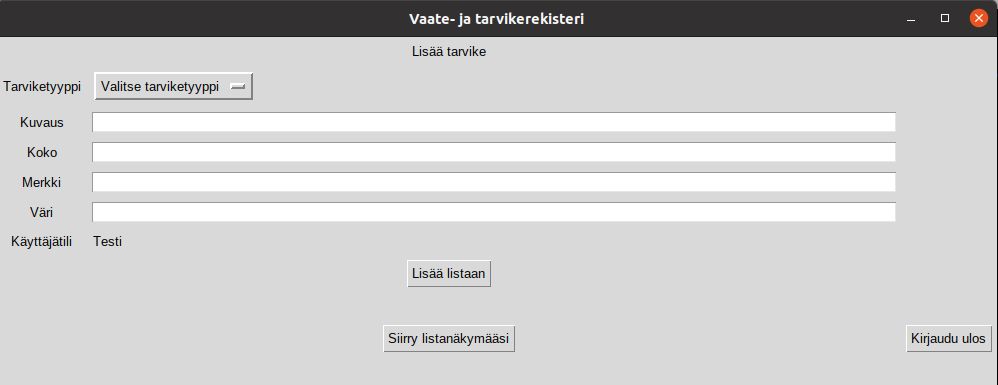 Vaate- ja tarvikerekisteri
Lisää tarvike
Tarviketyyppi Valitse tarviketyyppi
Kuvaus
Koko
Merkki
Väri
Käyttäjätili Testi
Lisää listaan
Siirry listanäkymääsi Kirjaudu ulos